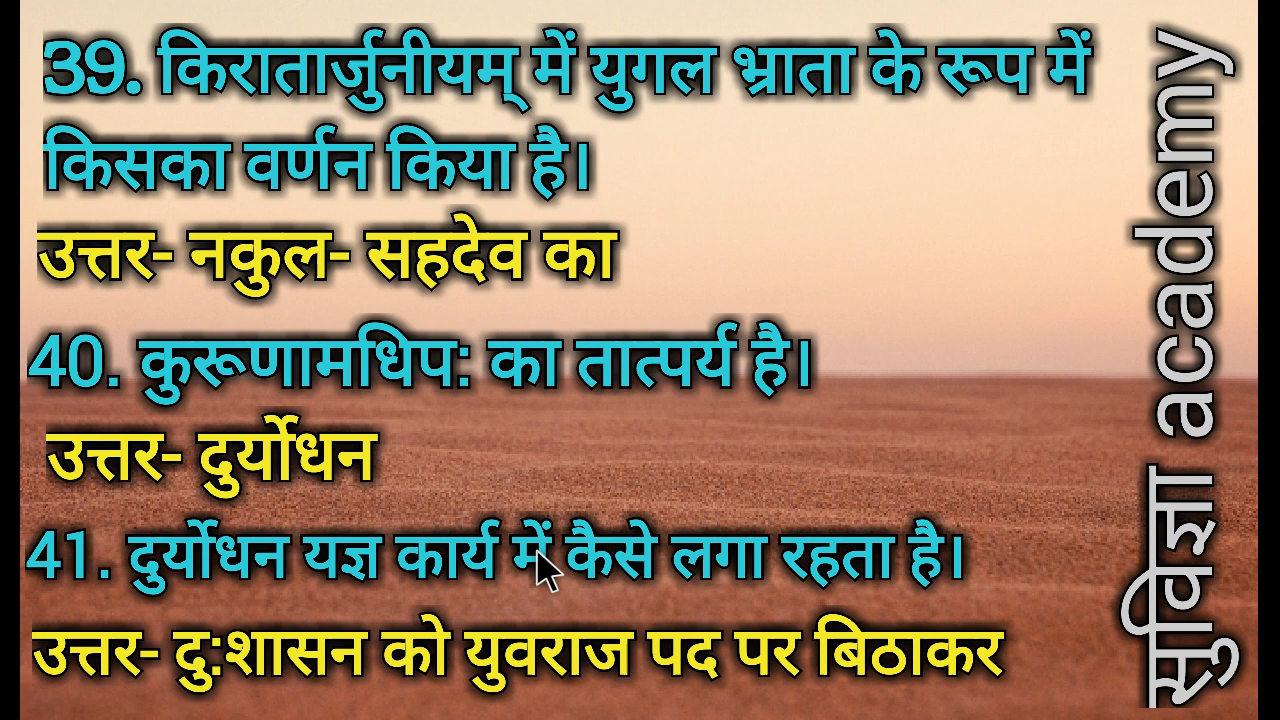 39. किरातार्जुनीयम् में युगल भ्राता के रूप में
किसका वर्णन किया है।
उत्तर- नकुल- सहदेव का
40. कुरूणामधिप: का तात्पर्य है।
उत्तर- दुर्योधन
41. दुर्योधन यज्ञ कार्य में कैसे लगा रहता है।
उत्तर- दु:शासन को युवराज पद पर बिठाकर
सुविज्ञा academy